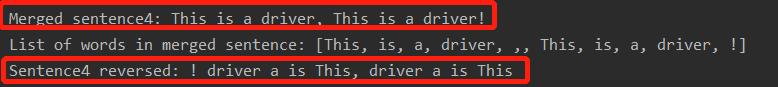 Merged sentence4: This is a driver, This is a driver!
List of words in merged sentence: [This, is, a, driver, ,, This, is, a, driver, !]
Sentence4 reversed: ! driver a is This, driver a is This